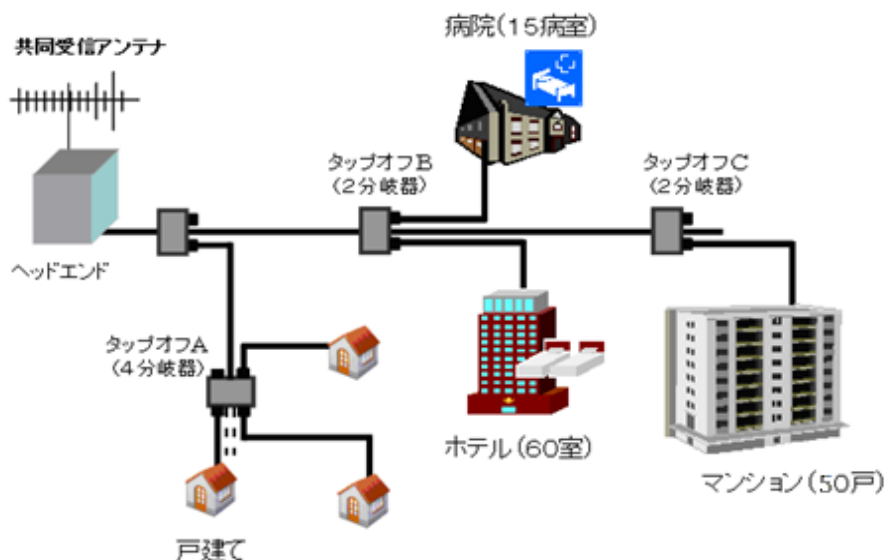 病院(15病室)
共同受信アンテナ
タップオフB
(2分岐器)
タップオフC
(2分岐器)
ヘッドエンド
タップオフA
(4分岐器)
ホテル(60室)
マンション(50戸)
戸建て